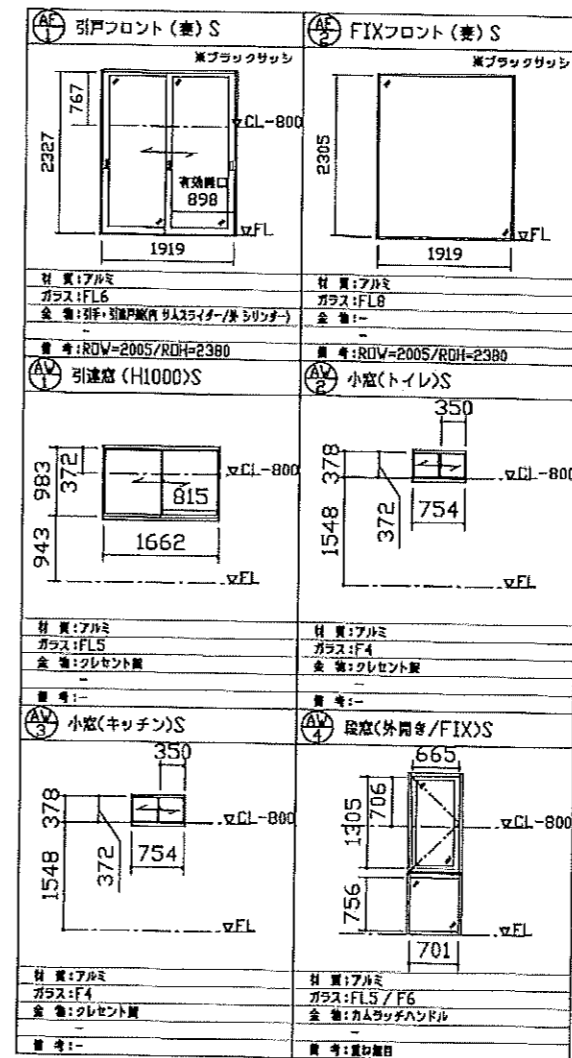 AF
1
引戸フロント(妻)S
※ブラックサッシ
767
2327
▽CL-800
有効開口
898
▽FL
1919
材 質:アルミ
ガラス:FL6
金 物:引手・引違戸錠(内 サムスライダー/外 シリンダー)
-
備 考:ROW=2005/ROH=2380
AF
2
FIXフロント(妻)S
※ブラックサッシ
2305
▽FL
1919
材 質:アルミ
ガラス:FL8
金 物:-
-
備 考:ROW=2005/ROH=2380
AW
1
引違窓(H1000)S
983
372
▽CL-800
815
1662
943
▽FL
材 質:アルミ
ガラス:FL5
金 物:クレセント錠
-
備 考:-
AW
2
小窓(トイレ)S
350
378
▽CL-800
1548
372
754
▽FL
材 質:アルミ
ガラス:F4
金 物:クレセント錠
-
備 考:-
AW
3
小窓(キッチン)S
350
378
▽CL-800
1548
372
754
▽FL
材 質:アルミ
ガラス:F4
金 物:クレセント錠
-
備 考:-
AW
4
段窓(外開き/FIX)S
665
706
1305
▽CL-800
756
▽FL
701
材 質:アルミ
ガラス:FL5 / F6
金 物:カムラッチハンドル
-
備 考:重ね無目